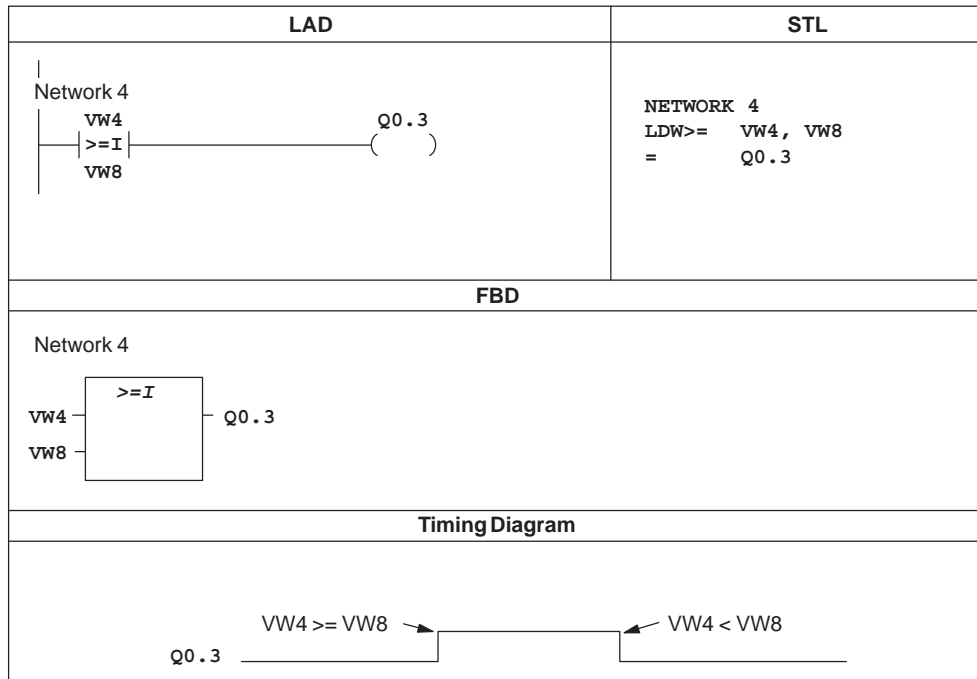 LAD
STL
Network 4
VW4
>=I
VW8
Q0.3
( )
NETWORK 4
LDW>= VW4, VW8
= Q0.3
FBD
Network 4
>=I
VW4
VW8
Q0.3
Timing Diagram
VW4 >= VW8
VW4 < VW8
Q0.3